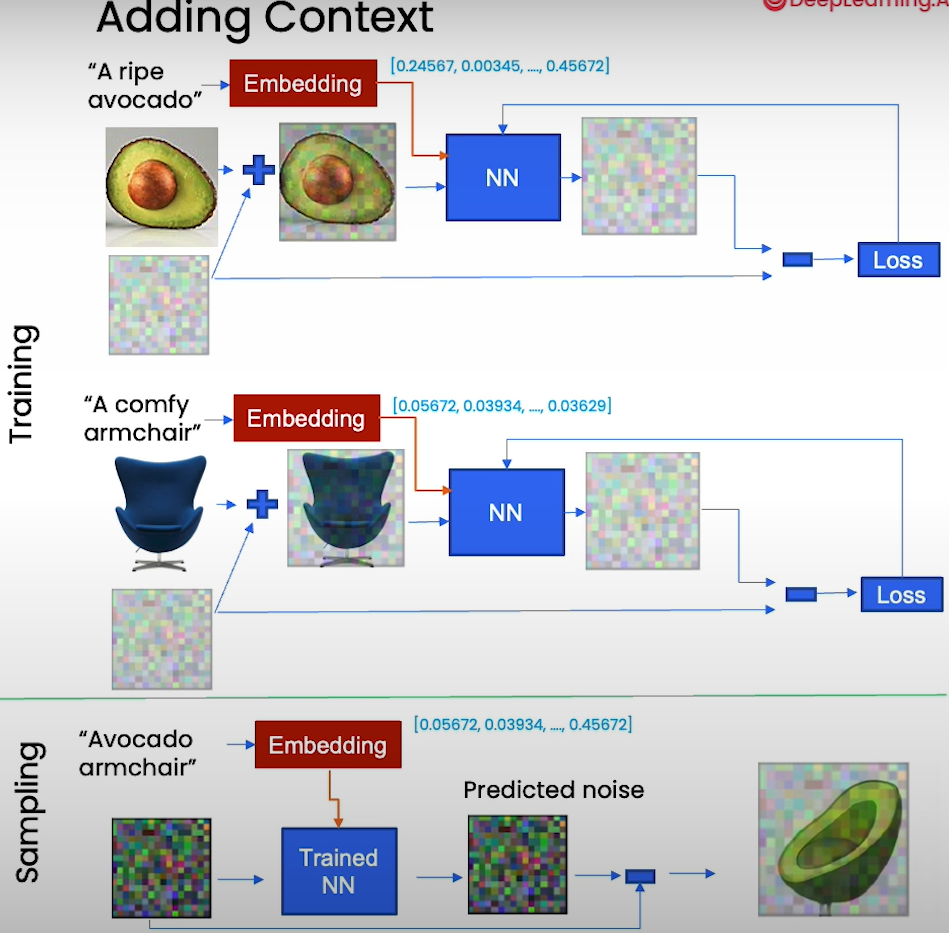 Adding Context
DeepLearning.A
“A ripe
avocado”
Embedding
[0.24567, 0.00345, ...., 0.45672]
NN
Loss
Training
“A comfy
armchair”
Embedding
[0.05672, 0.03934, ...., 0.03629]
NN
Loss
Sampling
“Avocado
armchair”
Embedding
[0.05672, 0.03934, ...., 0.45672]
Trained
NN
Predicted noise